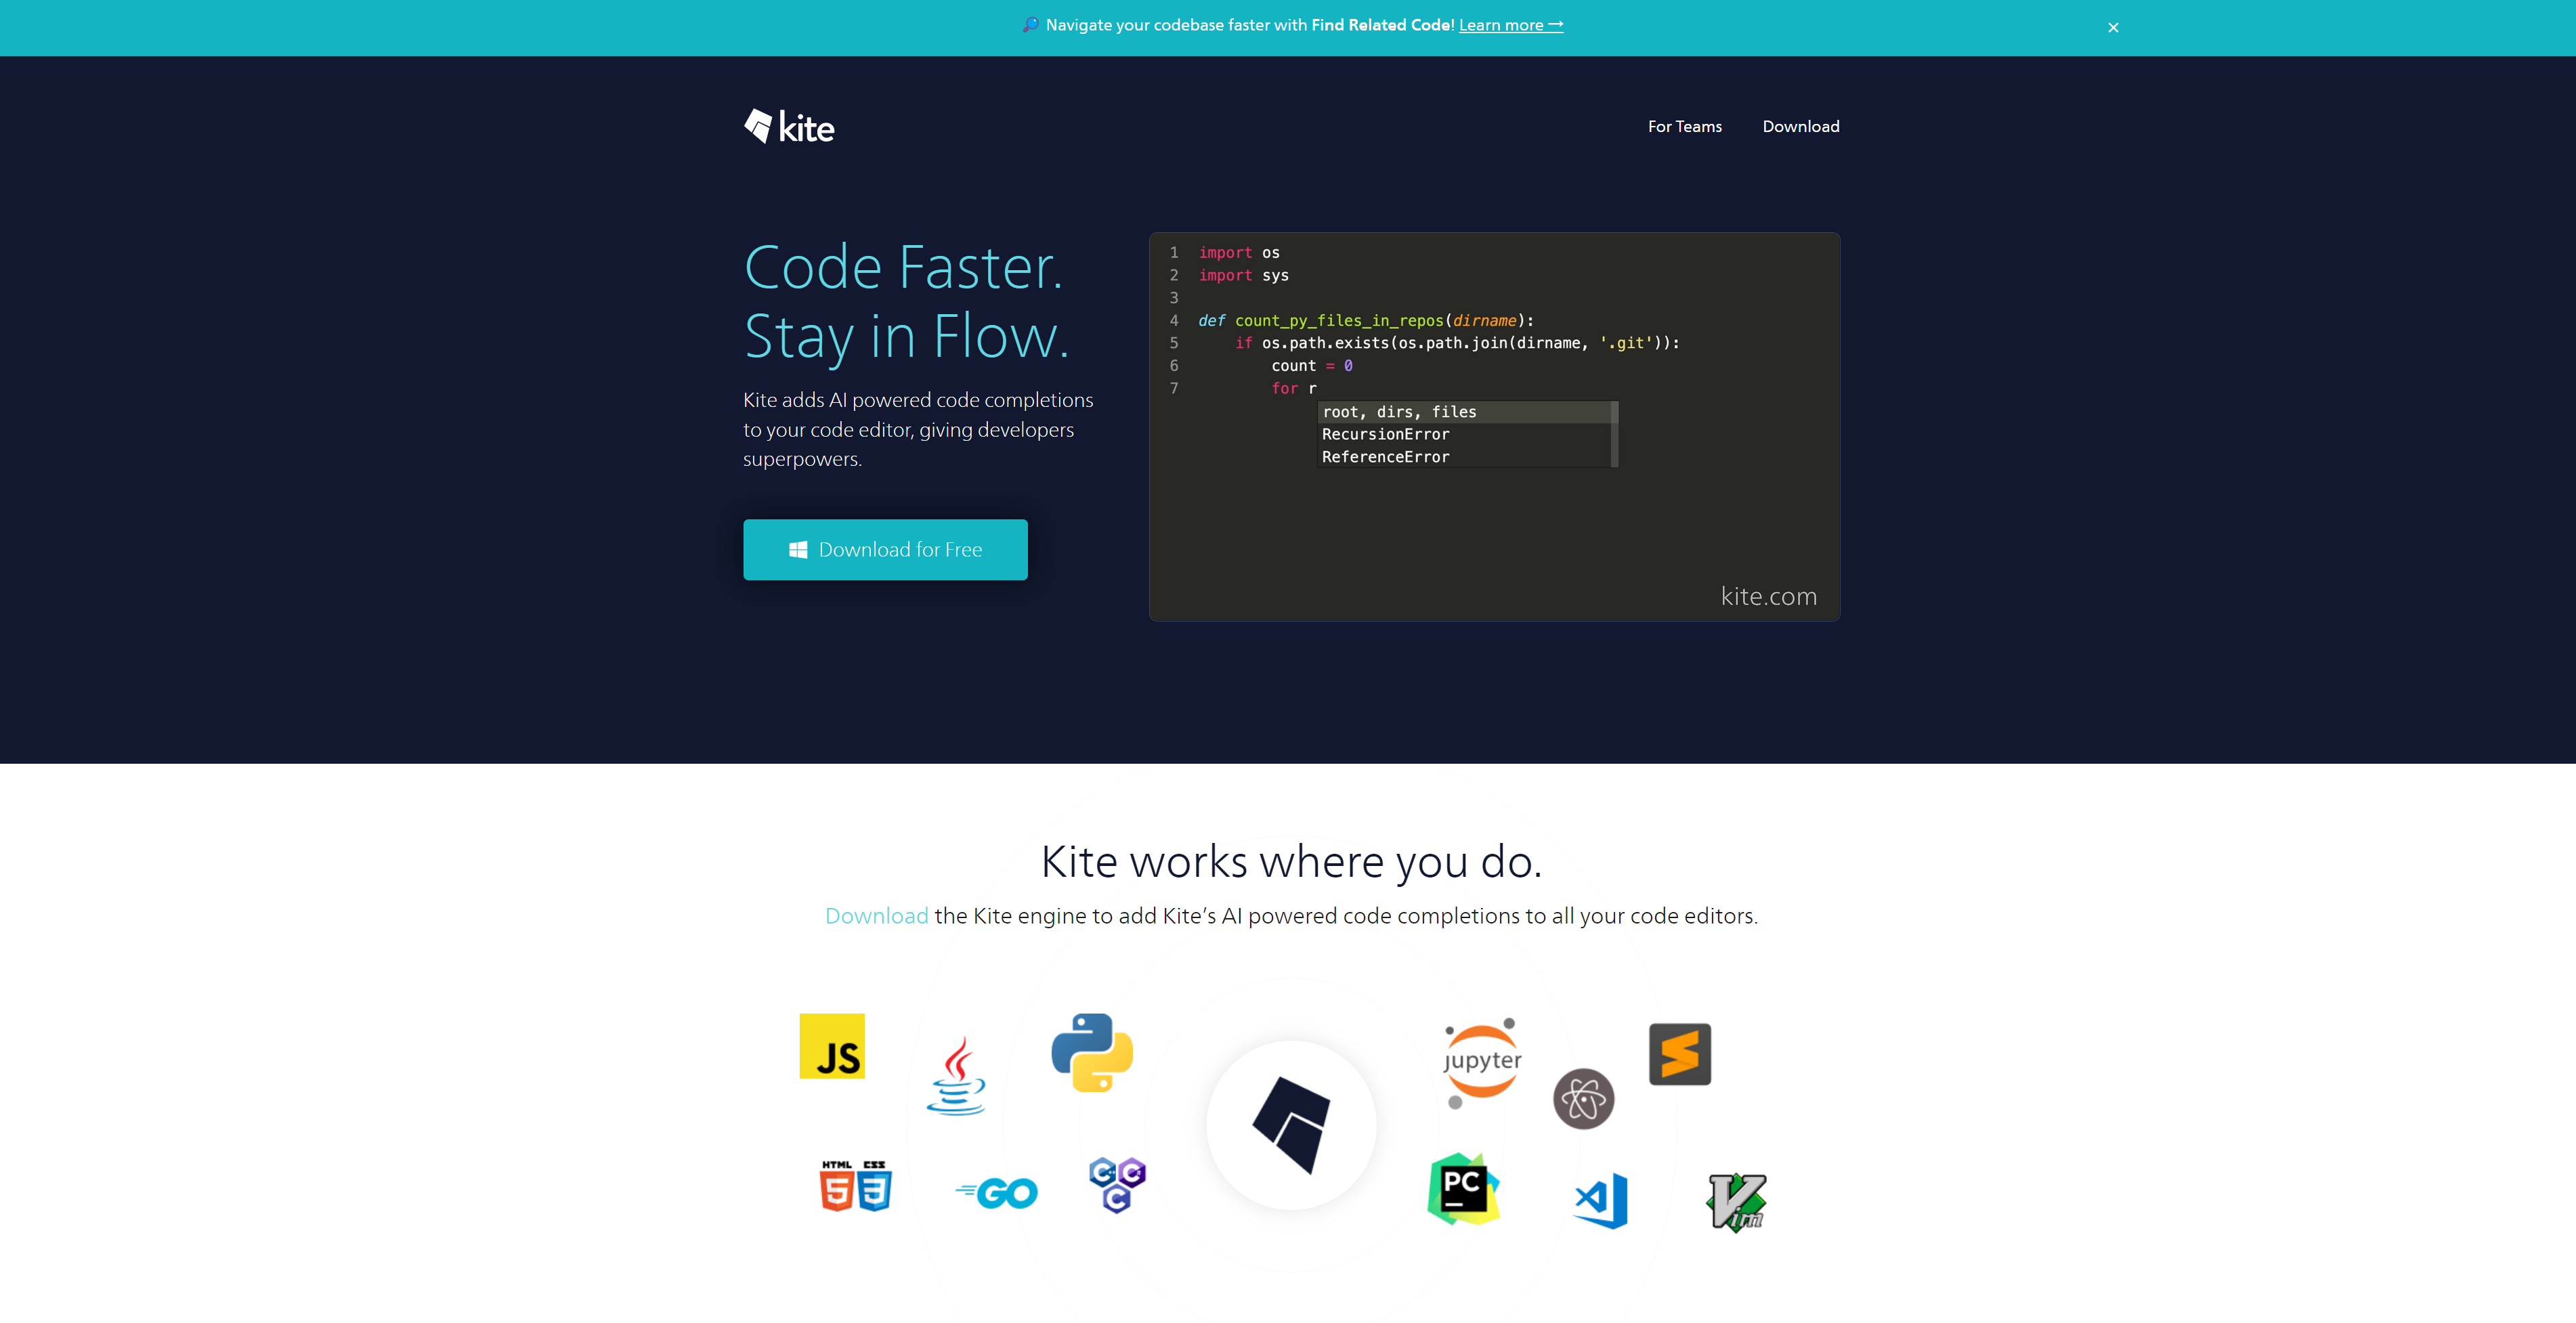 🔎 Navigate your codebase faster with Find Related Code! Learn more →
×
kite
For Teams Download
Code Faster.
Stay in Flow.
Kite adds AI powered code completions
to your code editor, giving developers
superpowers.
Download for Free
1 import os
2 import sys
3
4 def count_py_files_in_repos(dirname):
5     if os.path.exists(os.path.join(dirname, '.git')):
6         count = 0
7         for r
root, dirs, files
RecursionError
ReferenceError
kite.com
Kite works where you do.
Download the Kite engine to add Kite’s AI powered code completions to all your code editors.
JS
jupyter
HTML CSS
5 3
GO
C++ C# C
PC
Vim